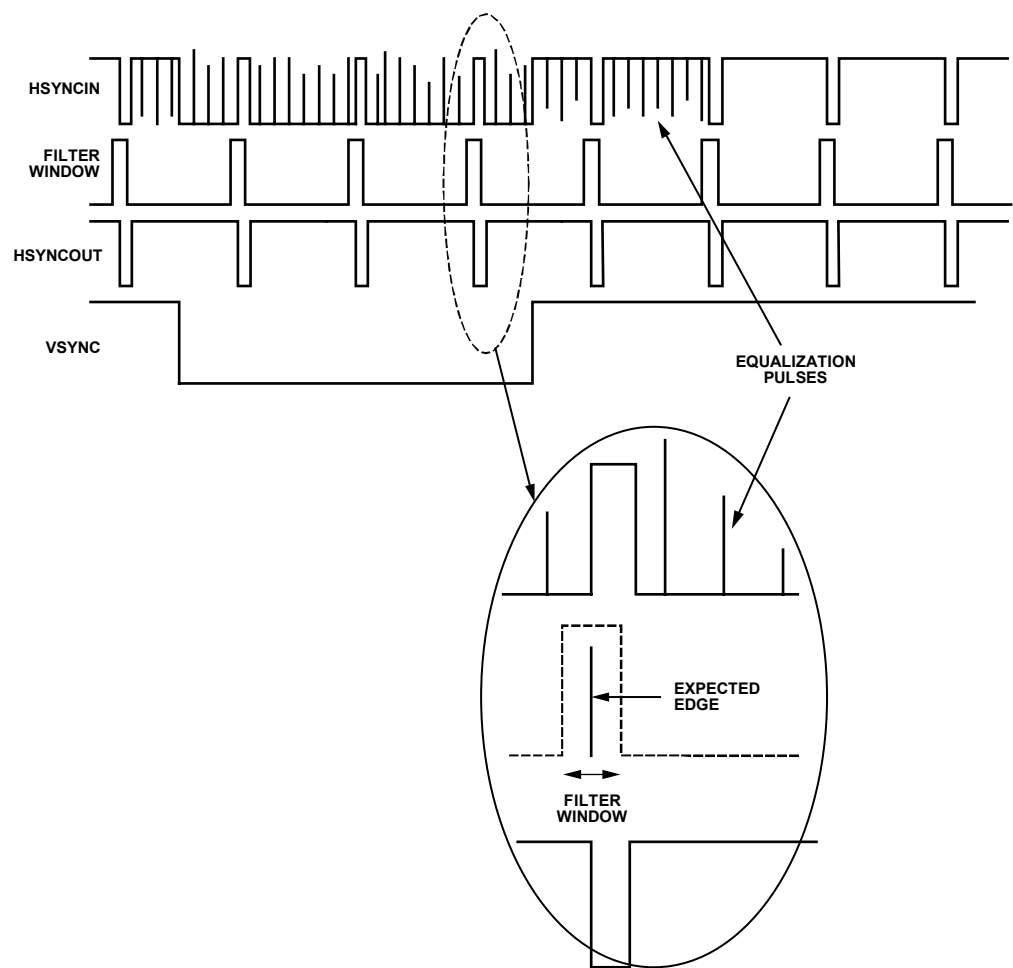 HSYNCIN
FILTER
WINDOW
HSYNCOUT
VSYNC
EQUALIZATION
PULSES
EXPECTED
EDGE
FILTER
WINDOW